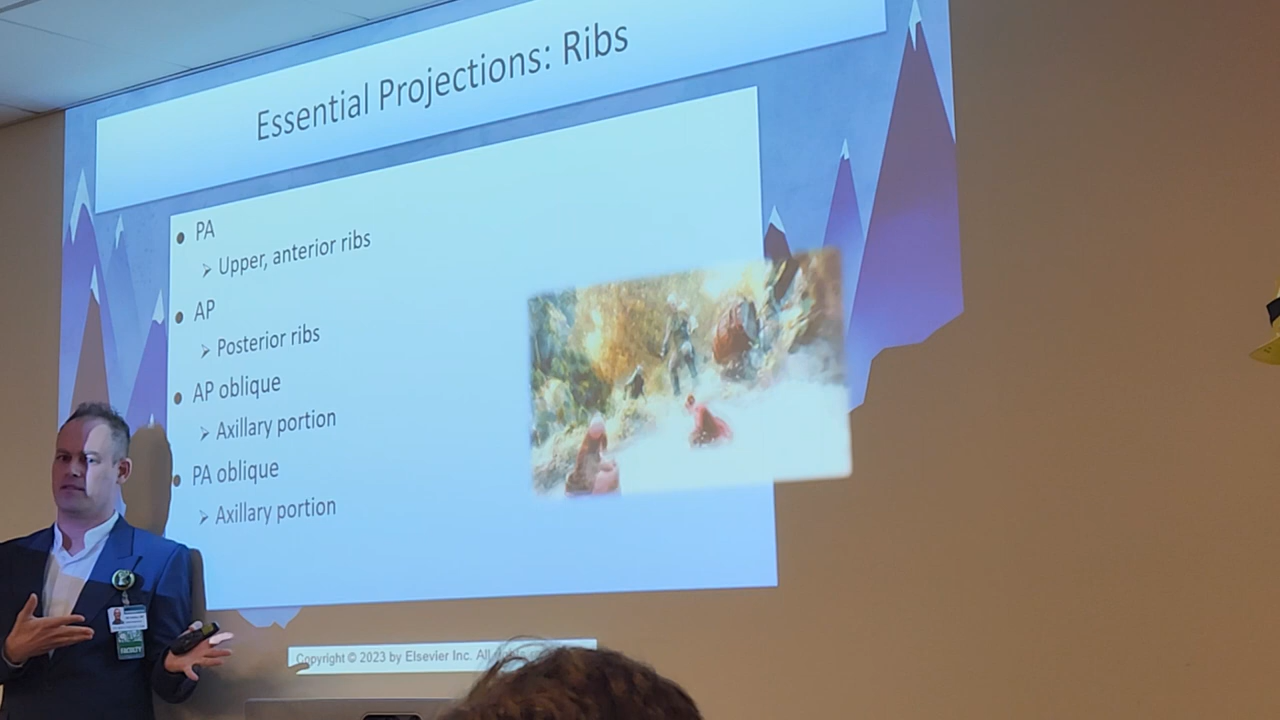 Essential Projections: Ribs
PA
Upper, anterior ribs
AP
Posterior ribs
AP oblique
Axillary portion
PA oblique
Axillary portion
FACULTY
Copyright © 2023 by Elsevier Inc. All